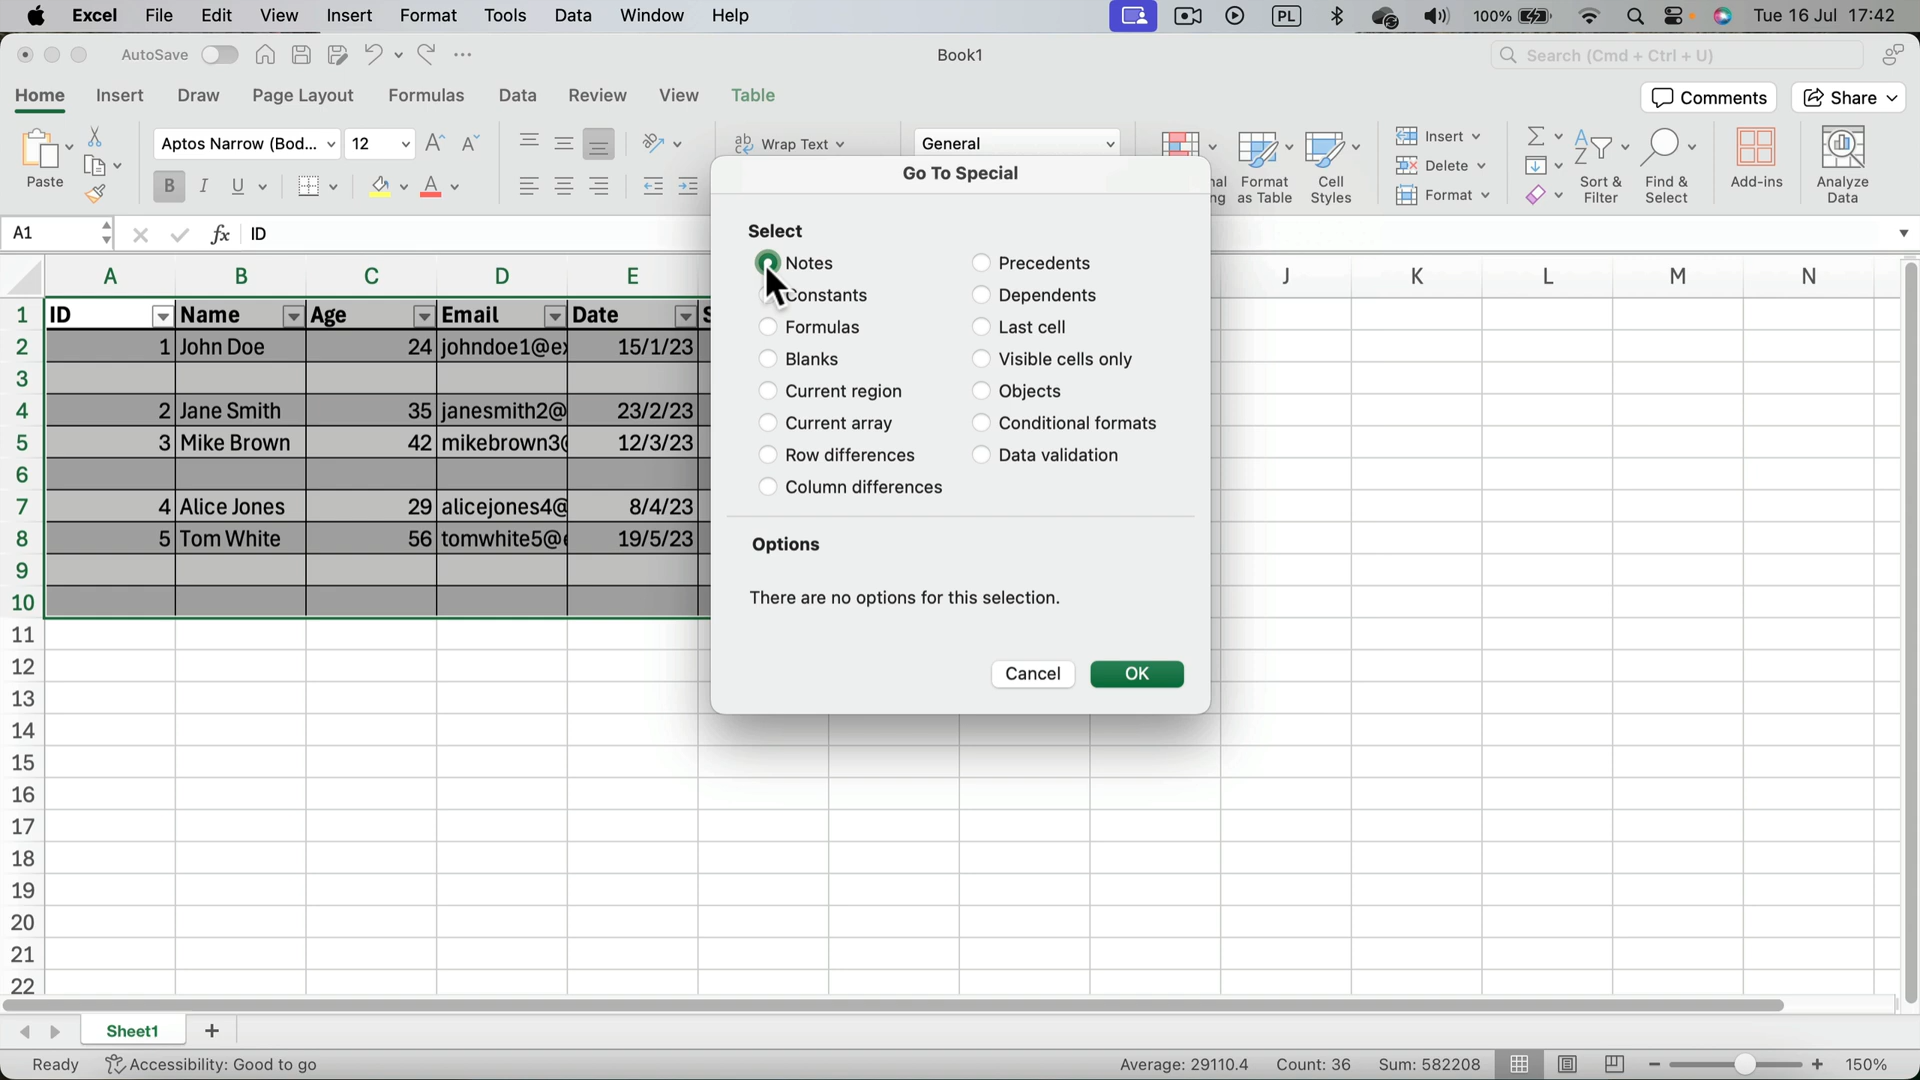 Excel File Edit View Insert Format Tools Data Window Help PL 100% Tue 16 Jul 17:42
AutoSave Book1 Search (Cmd + Ctrl + U)
Home Insert Draw Page Layout Formulas Data Review View Table Comments Share
Paste Aptos Narrow (Bod... 12 Wrap Text General Insert
B I U Format as Table Cell Styles Delete Format Sort & Filter Find & Select Add-ins Analyze Data
A1 fx ID
A B C D E J K L M N
1 ID Name Age Email Date
2 1 John Doe 24 johndoe1@ex 15/1/23
3
4 2 Jane Smith 35 janesmith2@ 23/2/23
5 3 Mike Brown 42 mikebrown3@ 12/3/23
6
7 4 Alice Jones 29 alicejones4@ 8/4/23
8 5 Tom White 56 tomwhite5@e 19/5/23
9
10
11
12
13
14
15
16
17
18
19
20
21
22
Go To Special
Select
Notes Precedents
Constants Dependents
Formulas Last cell
Blanks Visible cells only
Current region Objects
Current array Conditional formats
Row differences Data validation
Column differences
Options
There are no options for this selection.
Cancel OK
Sheet1 +
Ready Accessibility: Good to go Average: 29110.4 Count: 36 Sum: 582208 150%